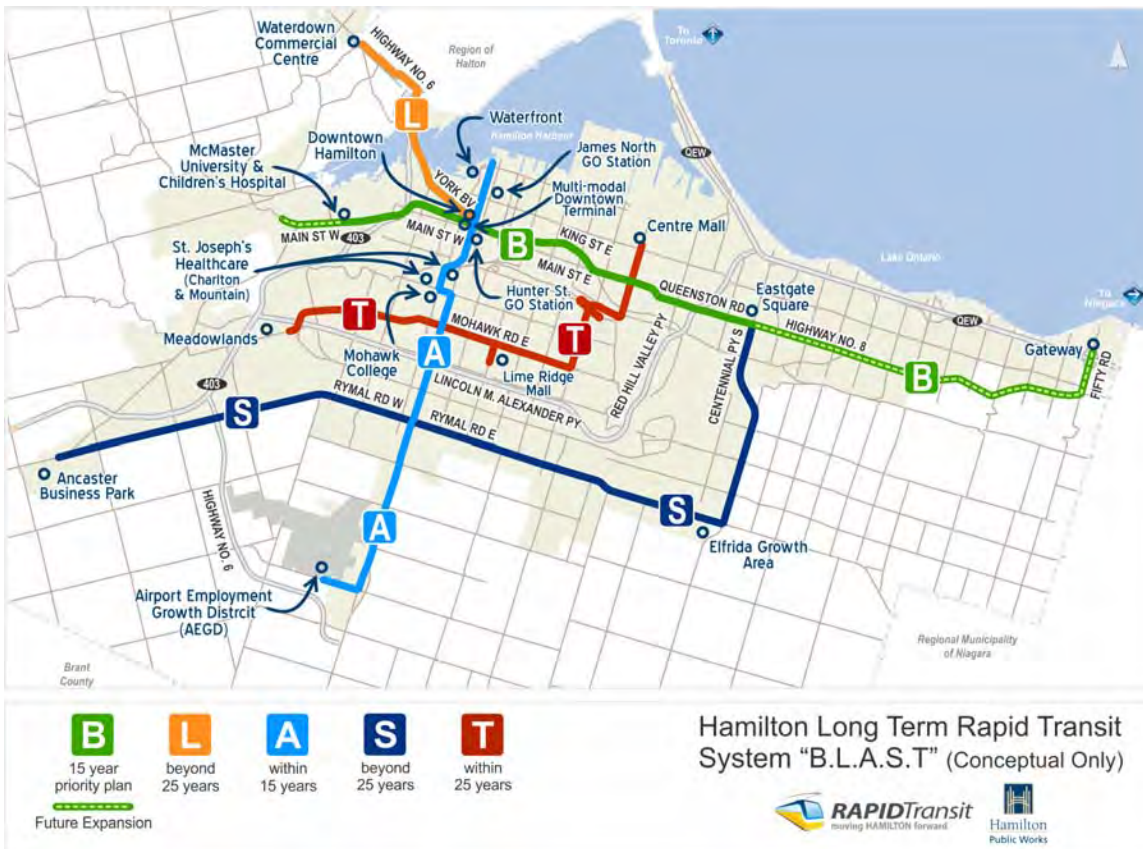 Waterdown
Commercial
Centre
HIGHWAY NO. 6
Region of
Halton
To
Toronto
L
Downtown
Hamilton
Waterfront
Hamilton Harbour
James North
GO Station
QEW
McMaster
University &
Children's Hospital
YORK BV
Multi-modal
Downtown
Terminal
Centre Mall
MAIN ST W
403
MAIN ST W
B
KING ST E
Lake Ontario
St. Joseph's
Healthcare
(Charlton
& Mountain)
MAIN ST E
Hunter St.
GO Station
QUEENSTON RD
Eastgate
Square
To
Niagara
QEW
Meadowlands
T
MOHAWK RD E
T
HIGHWAY NO. 8
Gateway
Mohawk
College
A
Lime Ridge
Mall
RED HILL VALLEY PY
CENTENNIAL PY S
B
FIFTY RD
403
LINCOLN M. ALEXANDER PY
S
RYMAL RD W
RYMAL RD E
Ancaster
Business Park
HIGHWAY NO. 6
A
S
Elfrida Growth
Area
Airport Employment
Growth Distrcit
(AEGD)
Regional Municipality
of Niagara
Brant
County
B
15 year
priority plan
Future Expansion
L
beyond
25 years
A
within
15 years
S
beyond
25 years
T
within
25 years
Hamilton Long Term Rapid Transit
System “B.L.A.S.T” (Conceptual Only)
RAPIDTransit
moving HAMILTON forward
Hamilton
Public Works